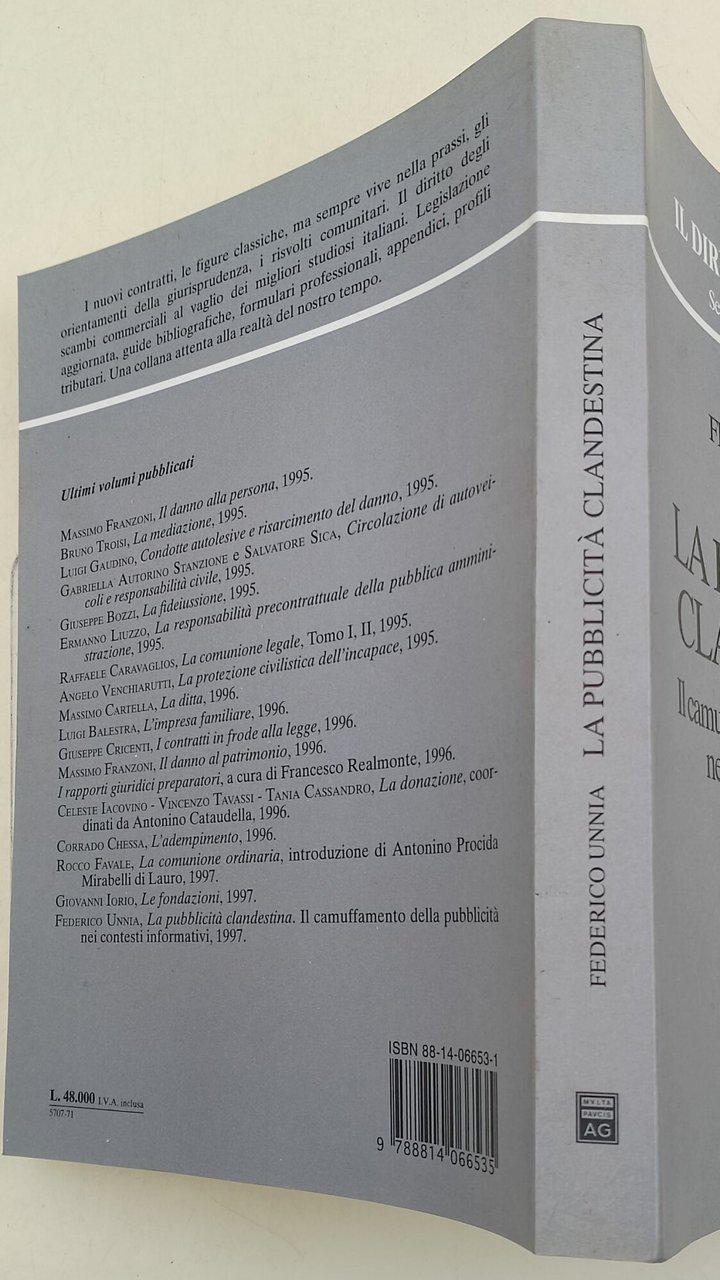 I nuovi contratti, le figure classiche, ma sempre vive nella prassi, gli
orientamenti della giurisprudenza, i risvolti comunitari. Il diritto degli
scambi commerciali al vaglio dei migliori studiosi italiani. Legislazione
aggiornata, guide bibliografiche, formulari professionali, appendici, profili
tributari. Una collana attenta alla realtà del nostro tempo.
Ultimi volumi pubblicati
MASSIMO FRANZONI, Il danno alla persona, 1995.
BRUNO TROISI, La mediazione, 1995.
LUIGI GAUDINO, Condotte autolesive e risarcimento del danno, 1995.
GABRIELLA AUTORINO STANZIONE e SALVATORE SICA, Circolazione di autovei-
coli e responsabilità civile, 1995.
GIUSEPPE BOZZI, La fideiussione, 1995.
ERMANNO LIUZZO, La responsabilità precontrattuale della pubblica ammini-
strazione, 1995.
RAFFAELE CARAVAGLIOS, La comunione legale, Tomo I, II, 1995.
ANGELO VENCHIARUTTI, La protezione civilistica dell'incapace, 1995.
MASSIMO CARTELLA, La ditta, 1996.
LUIGI BALESTRA, L'impresa familiare, 1996.
GIUSEPPE CRICENTI, I contratti in frode alla legge, 1996.
MASSIMO FRANZONI, Il danno al patrimonio, 1996.
I rapporti giuridici preparatori, a cura di Francesco Realmonte, 1996.
CELESTE IACOVINO - VINCENZO TAVASSI - TANIA CASSANDRO, La donazione, coor-
dinati da Antonino Cataudella, 1996.
CORRADO CHESSA, L'adempimento, 1996.
ROCCO FAVALE, La comunione ordinaria, introduzione di Antonino Procida
Mirabelli di Lauro, 1997.
GIOVANNI IORIO, Le fondazioni, 1997.
FEDERICO UNNIA, La pubblicità clandestina. Il camuffamento della pubblicità
nei contesti informativi, 1997.
L. 48.000 I.V.A. inclusa
5707-71
ISBN 88-14-06653-1
9 788814 066535
FEDERICO UNNIA LA PUBBLICITÀ CLANDESTINA
MVLTA
PAVCIS
AG
IL DIR